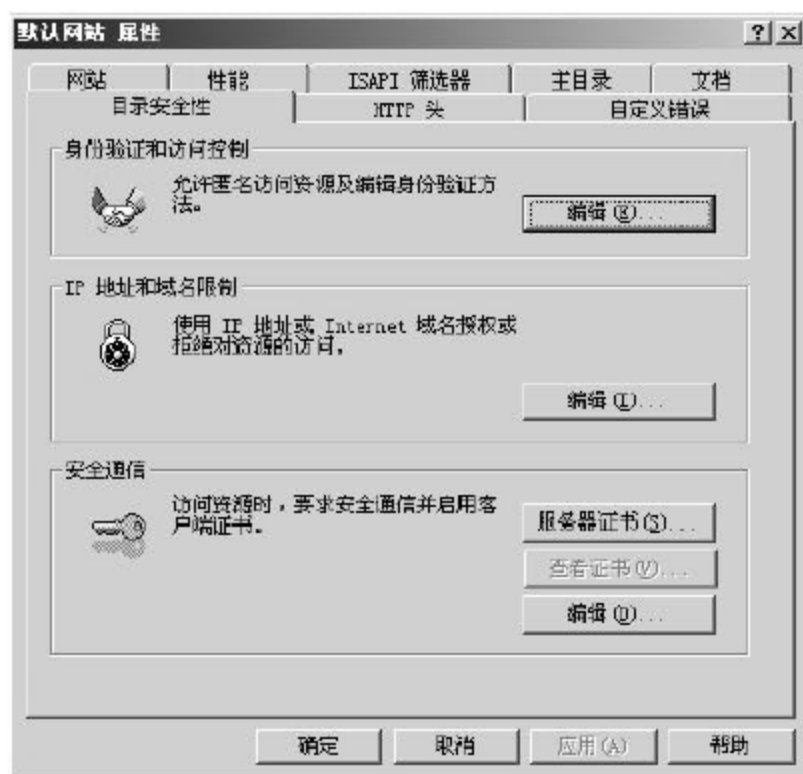 默认网站 属性
网站 性能 ISAPI 筛选器 主目录 文档
目录安全性 HTTP 头 自定义错误
身份验证和访问控制
允许匿名访问资源及编辑身份验证方
法。
编辑(E)...
IP 地址和域名限制
使用 IP 地址或 Internet 域名授权或
拒绝对资源的访问。
编辑(I)...
安全通信
访问资源时，要求安全通信并启用客
户端证书。
服务器证书(S)...
查看证书(V)...
编辑(D)...
确定 取消 应用(A) 帮助